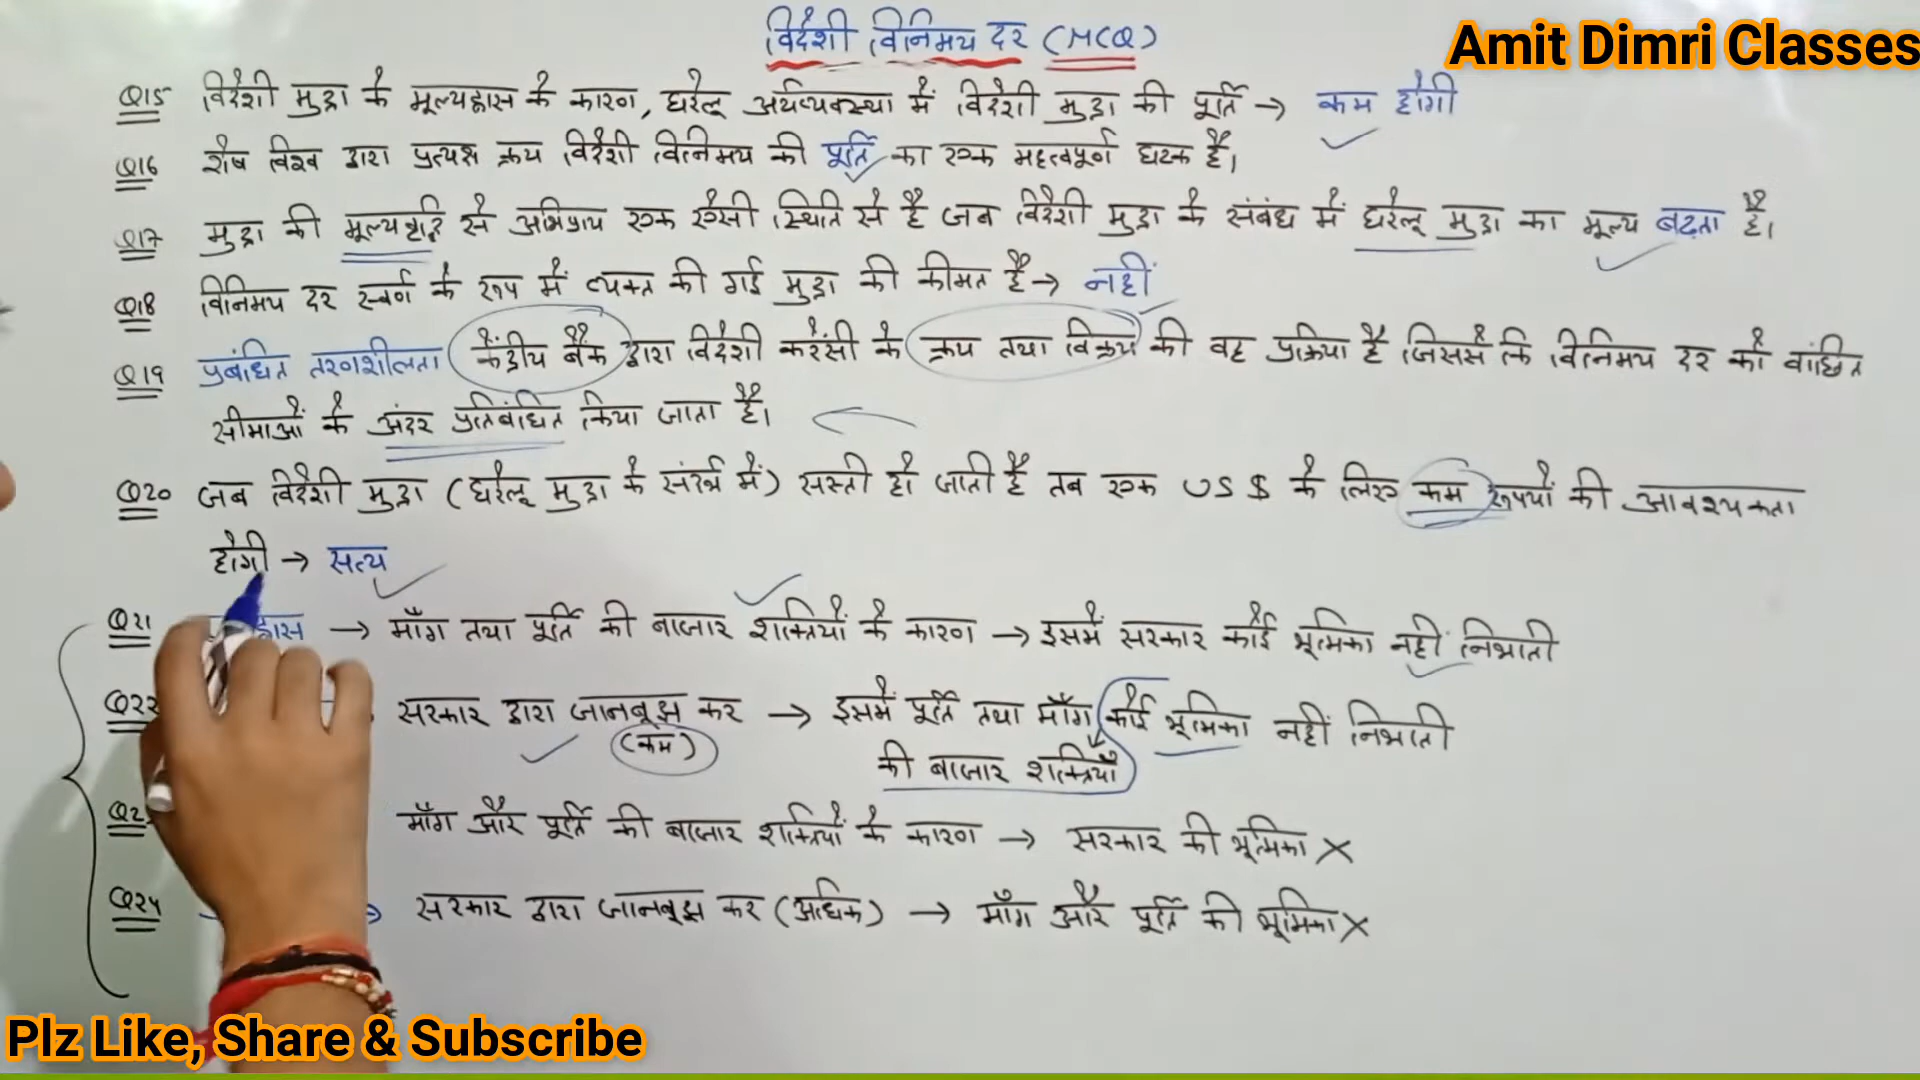 विदेशी विनिमय दर (MCQ)
Amit Dimri Classes
Q15 विदेशी मुद्रा के मूल्यह्रास के कारण, घरेलू अर्थव्यवस्था में विदेशी मुद्रा की पूर्ति → कम होगी
Q16 शेष विश्व द्वारा प्रत्यक्ष क्रय विदेशी विनिमय की पूर्ति का एक महत्वपूर्ण घटक है।
Q17 मुद्रा की मूल्यवृद्धि से अभिप्राय एक ऐसी स्थिति से है जब विदेशी मुद्रा के संबंध में घरेलू मुद्रा का मूल्य बढ़ता है।
Q18 विनिमय दर स्वर्ण के रूप में व्यक्त की गई मुद्रा की कीमत है → नहीं
Q19 प्रबंधित तरणशीलता केंद्रीय बैंक द्वारा विदेशी करेंसी के क्रय तथा विक्रय की वह प्रक्रिया है जिससे कि विनिमय दर को वांछित
सीमाओं के अंदर प्रतिबंधित किया जाता है।
Q20 जब विदेशी मुद्रा (घरेलू मुद्रा के संदर्भ में) सस्ती हो जाती है तब एक US $ के लिए कम रूपयों की आवश्यकता
होगी → सत्य
Q21 ह्रास → माँग तथा पूर्ति की बाजार शक्तियों के कारण → इसमें सरकार कोई भूमिका नहीं निभाती
Q22 सरकार द्वारा जानबूझ कर → इसमें पूर्ति तथा माँग कोई भूमिका नहीं निभाती
(कम) की बाजार शक्तियाँ
Q2 माँग और पूर्ति की बाजार शक्तियों के कारण → सरकार की भूमिका X
Q24 → सरकार द्वारा जानबूझ कर (अधिक) → माँग और पूर्ति की भूमिका X
Plz Like, Share & Subscribe